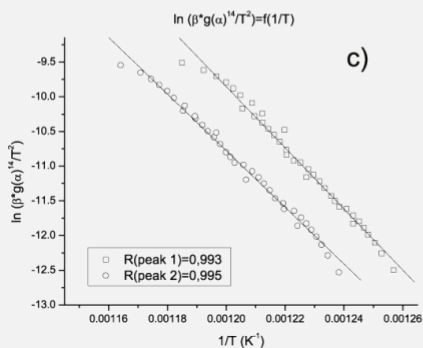 ln (β*g(α)¹⁴/T²)=f(1/T)
c)
ln (β*g(α)¹⁴/T²)
-9.5
-10.0
-10.5
-11.0
-11.5
-12.0
-12.5
-13.0
R(peak 1)=0,993
R(peak 2)=0,995
0.00116 0.00118 0.00120 0.00122 0.00124 0.00126
1/T (K⁻¹)